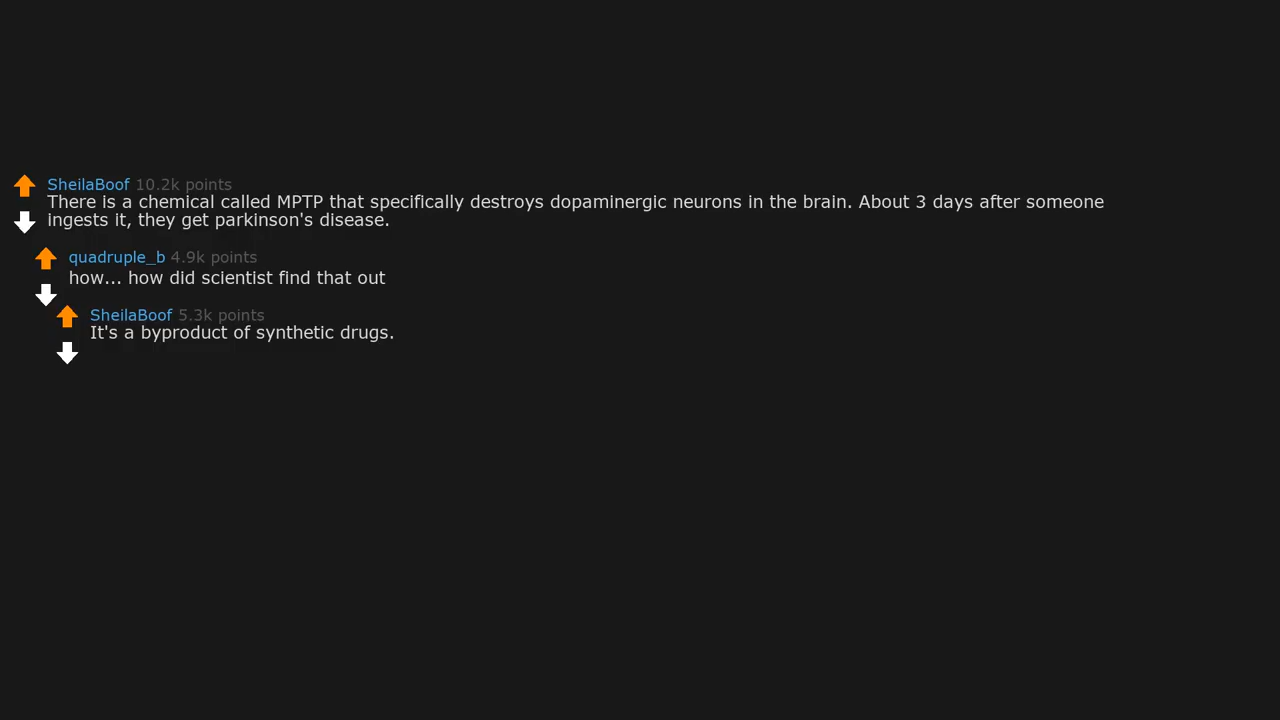 SheilaBoof 10.2k points
There is a chemical called MPTP that specifically destroys dopaminergic neurons in the brain. About 3 days after someone
ingests it, they get parkinson's disease.
quadruple_b 4.9k points
how... how did scientist find that out
SheilaBoof 5.3k points
It's a byproduct of synthetic drugs.